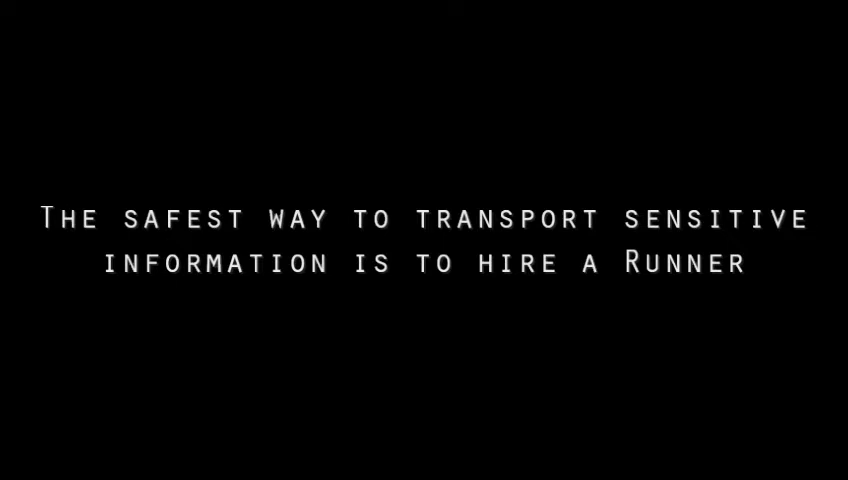 The safest way to transport sensitive
information is to hire a Runner